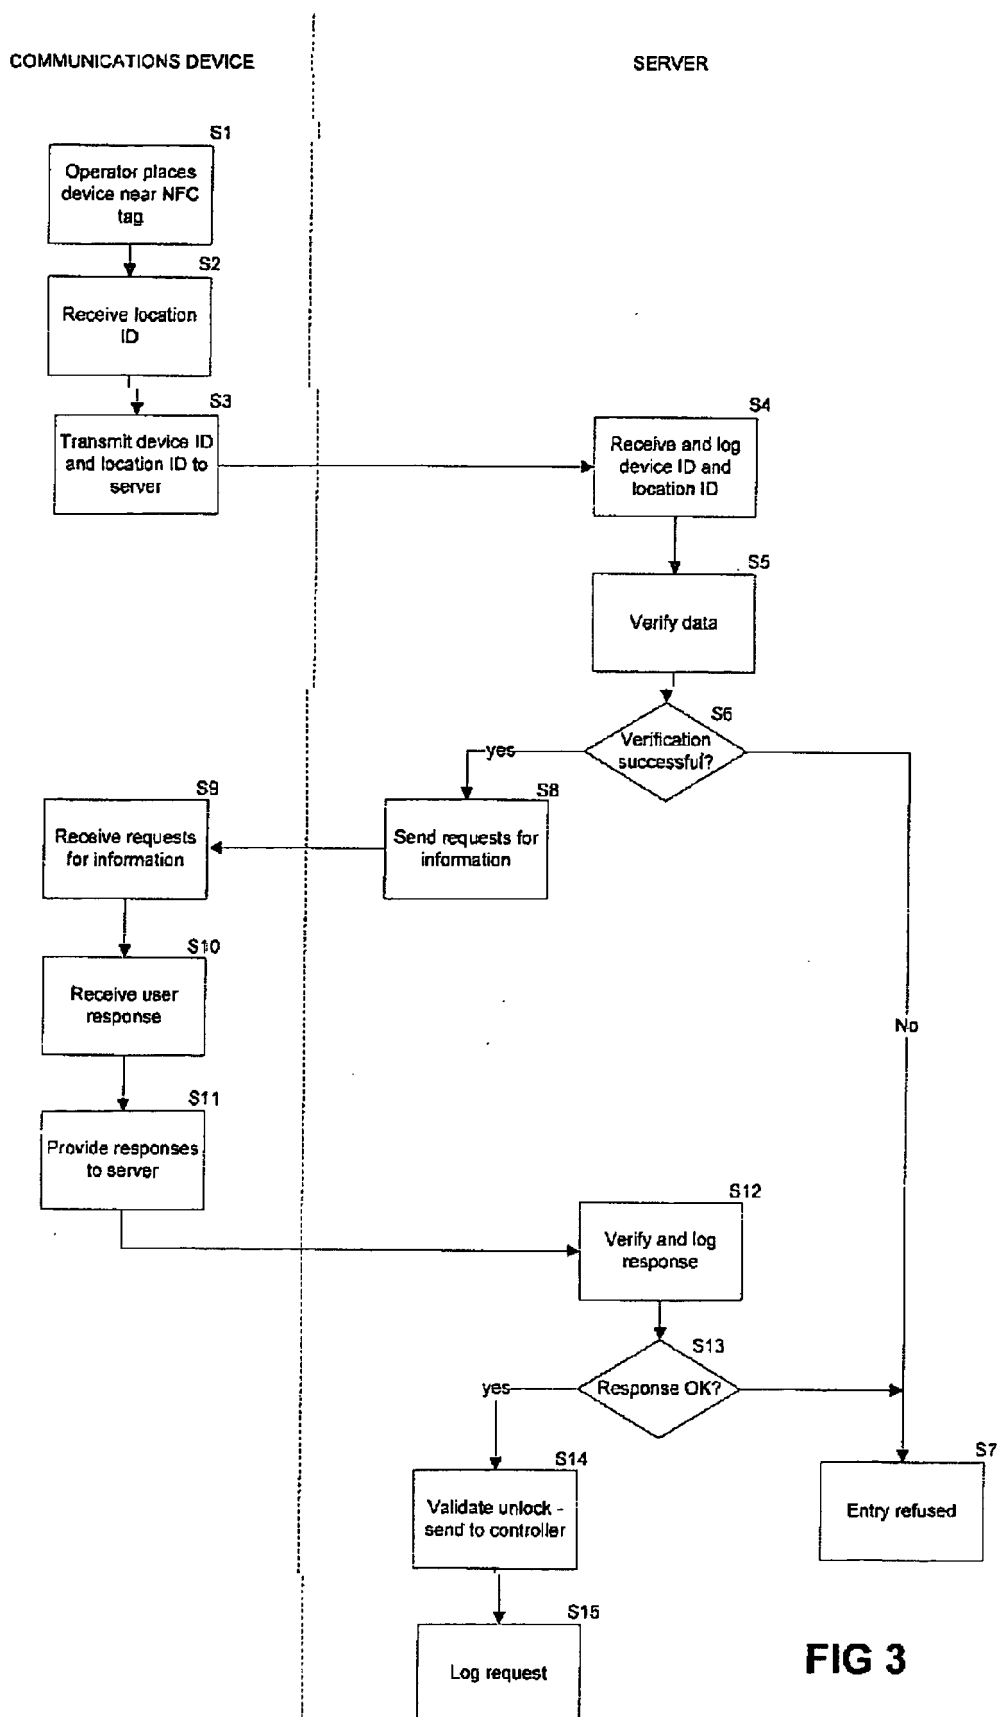 COMMUNICATIONS DEVICE
SERVER
S1
Operator places
device near NFC
tag
S2
Receive location
ID
S3
Transmit device ID
and location ID to
server
S4
Receive and log
device ID and
location ID
S5
Verify data
S6
Verification
successful?
yes
No
S8
Send requests for
information
S9
Receive requests
for information
S10
Receive user
response
S11
Provide responses
to server
S12
Verify and log
response
S13
Response OK?
yes
S14
Validate unlock -
send to controller
S7
Entry refused
S15
Log request
FIG 3